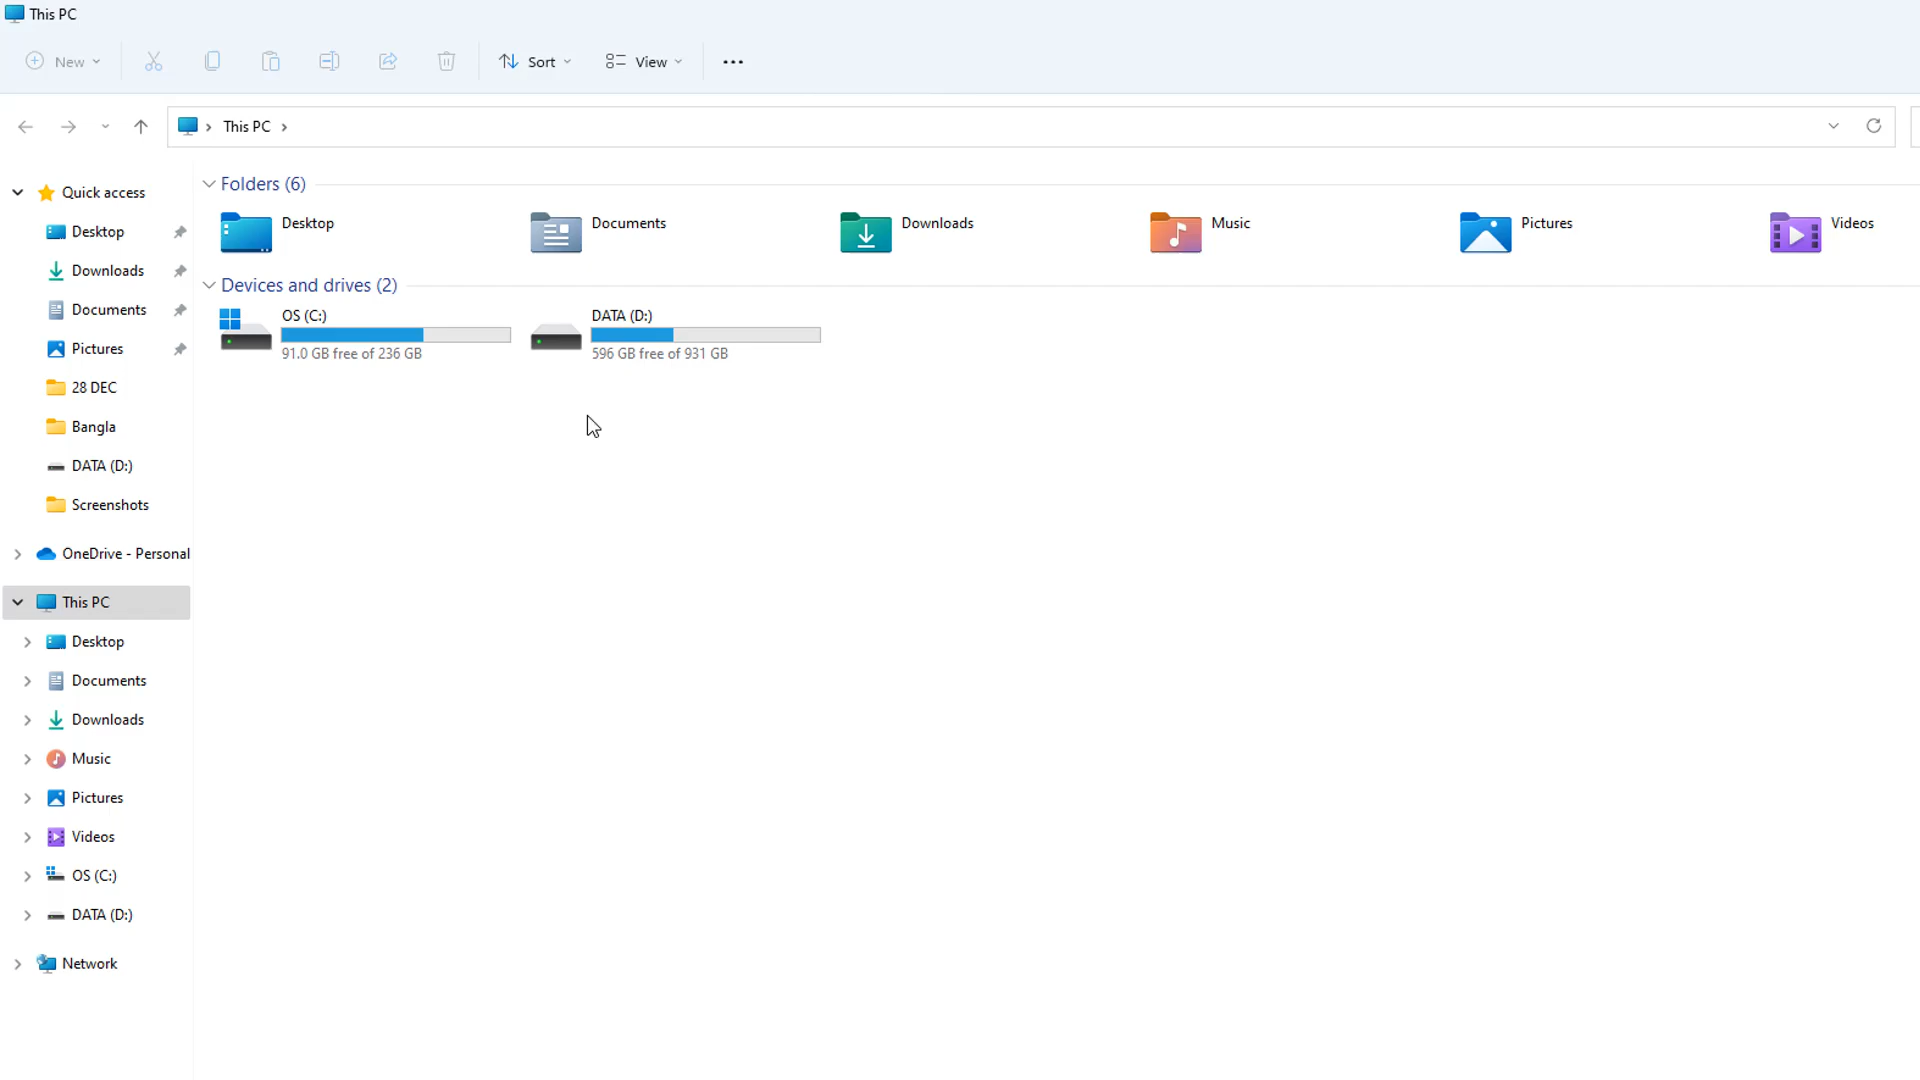 This PC
New
Sort
View
This PC
Quick access
Desktop
Downloads
Documents
Pictures
28 DEC
Bangla
DATA (D:)
Screenshots
OneDrive - Personal
This PC
Desktop
Documents
Downloads
Music
Pictures
Videos
OS (C:)
DATA (D:)
Network
Folders (6)
Desktop
Documents
Downloads
Music
Pictures
Videos
Devices and drives (2)
OS (C:)
91.0 GB free of 236 GB
DATA (D:)
596 GB free of 931 GB